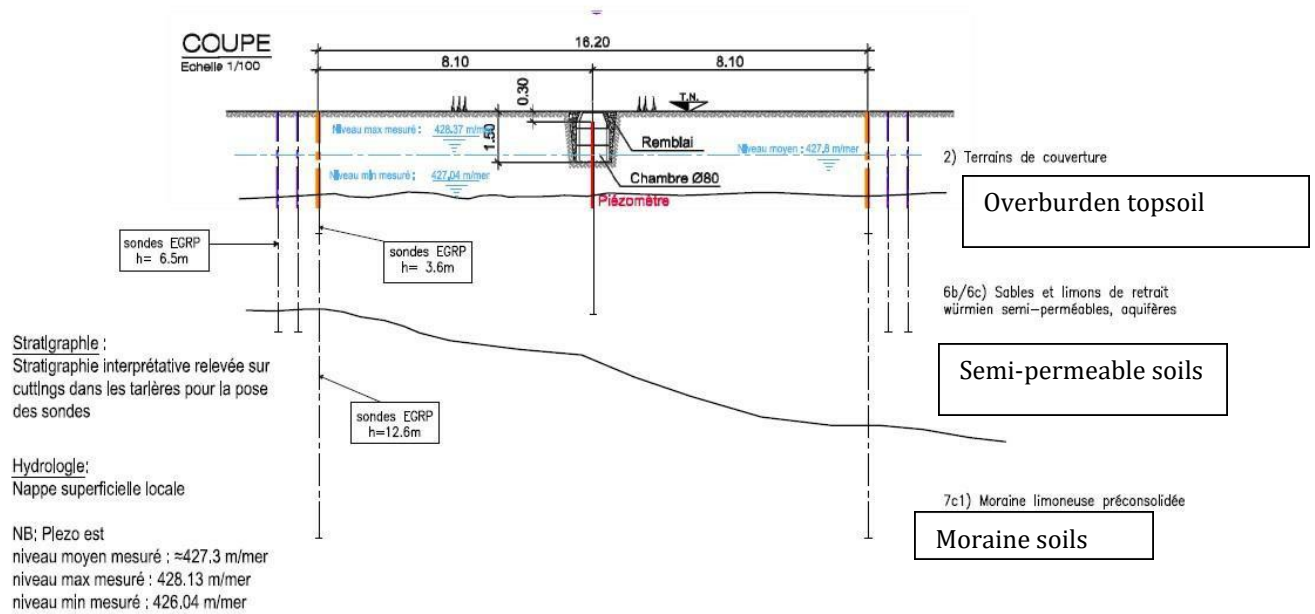 COUPE
Echelle 1/100
16.20
8.10
8.10
0.30
T.N.
Niveau max mesuré : 428.37 m/mer
1.50
Remblai
Niveau moyen : 427.8 m/mer
Niveau min mesuré : 427.04 m/mer
Chambre Ø80
Piézomètre
2) Terrains de couverture
Overburden topsoil
sondes EGRP
h= 6.5m
sondes EGRP
h= 3.6m
6b/6c) Sables et limons de retrait
würmien semi-perméables, aquifères
Semi-permeable soils
Stratigraphie :
Stratigraphie interprétative relevée sur
cuttings dans les tarières pour la pose
des sondes
sondes EGRP
h=12.6m
Hydrologie:
Nappe superficielle locale
7c1) Moraine limoneuse préconsolidée
Moraine soils
NB: Piezo est
niveau moyen mesuré : ≈427.3 m/mer
niveau max mesuré : 428.13 m/mer
niveau min mesuré : 426.04 m/mer